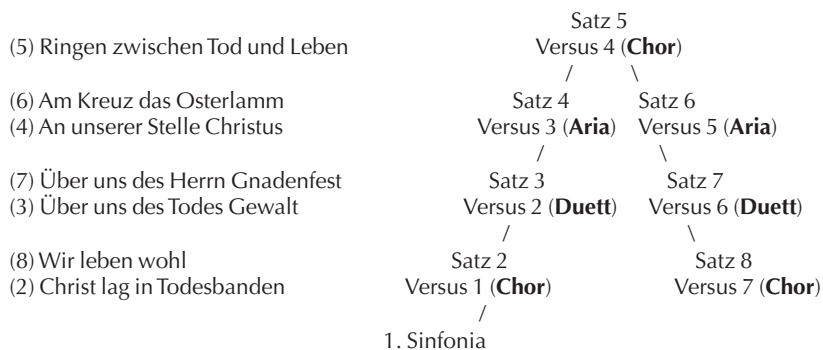 Satz 5
(5) Ringen zwischen Tod und Leben Versus 4 (Chor)
/ \
(6) Am Kreuz das Osterlamm Satz 4 Satz 6
(4) An unserer Stelle Christus Versus 3 (Aria) Versus 5 (Aria)
/ \
(7) Über uns des Herrn Gnadenfest Satz 3 Satz 7
(3) Über uns des Todes Gewalt Versus 2 (Duett) Versus 6 (Duett)
/ \
(8) Wir leben wohl Satz 2 Satz 8
(2) Christ lag in Todesbanden Versus 1 (Chor) Versus 7 (Chor)
/
1. Sinfonia